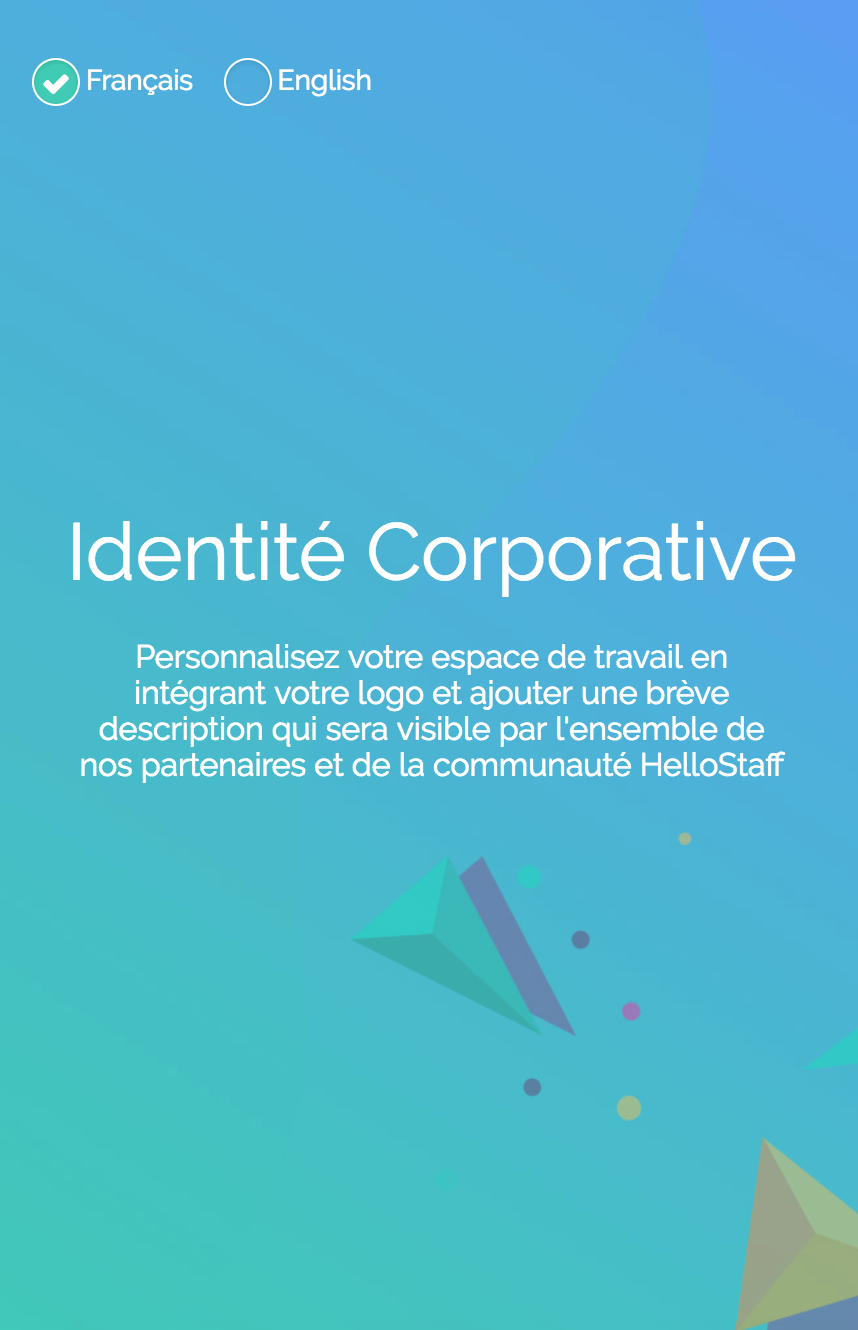 Français English
Identité Corporative
Personnalisez votre espace de travail en
intégrant votre logo et ajouter une brève
description qui sera visible par l'ensemble de
nos partenaires et de la communauté HelloStaff